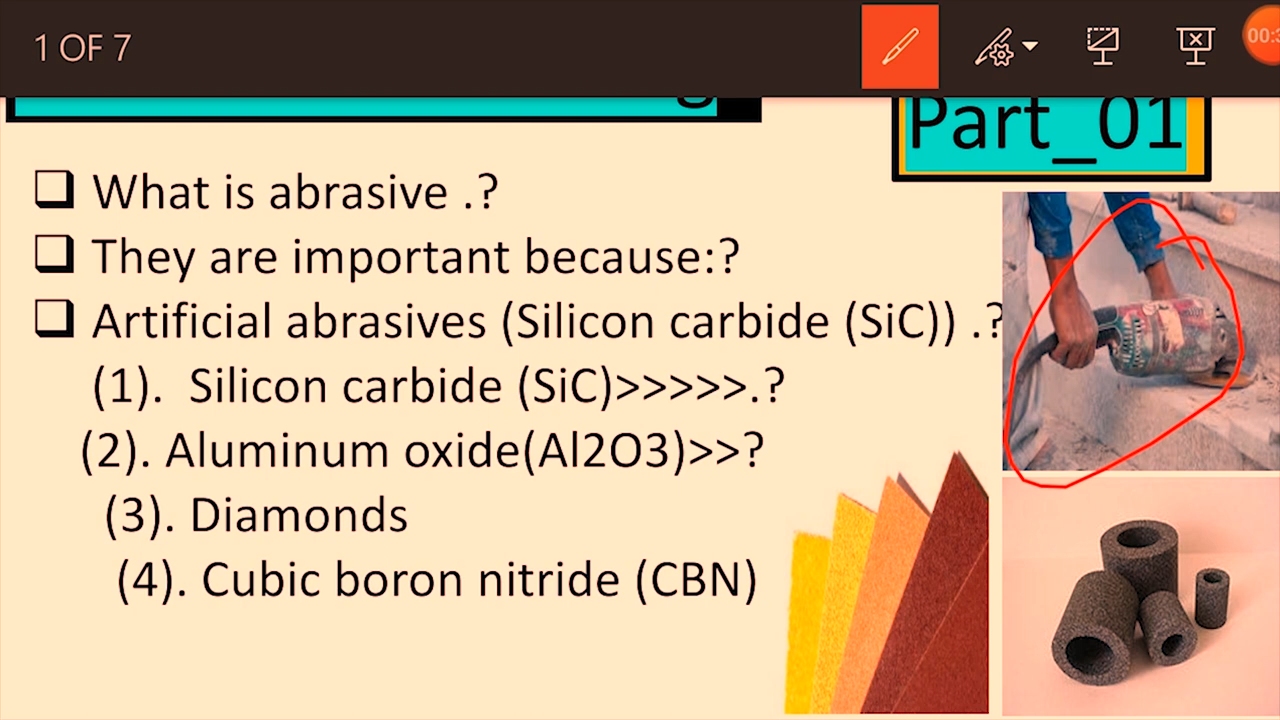 1 OF 7
Part_01
❑ What is abrasive .?
❑ They are important because:?
❑ Artificial abrasives (Silicon carbide (SiC)) .?
(1). Silicon carbide (SiC)>>>>>.?
(2). Aluminum oxide(Al2O3)>>?
(3). Diamonds
(4). Cubic boron nitride (CBN)